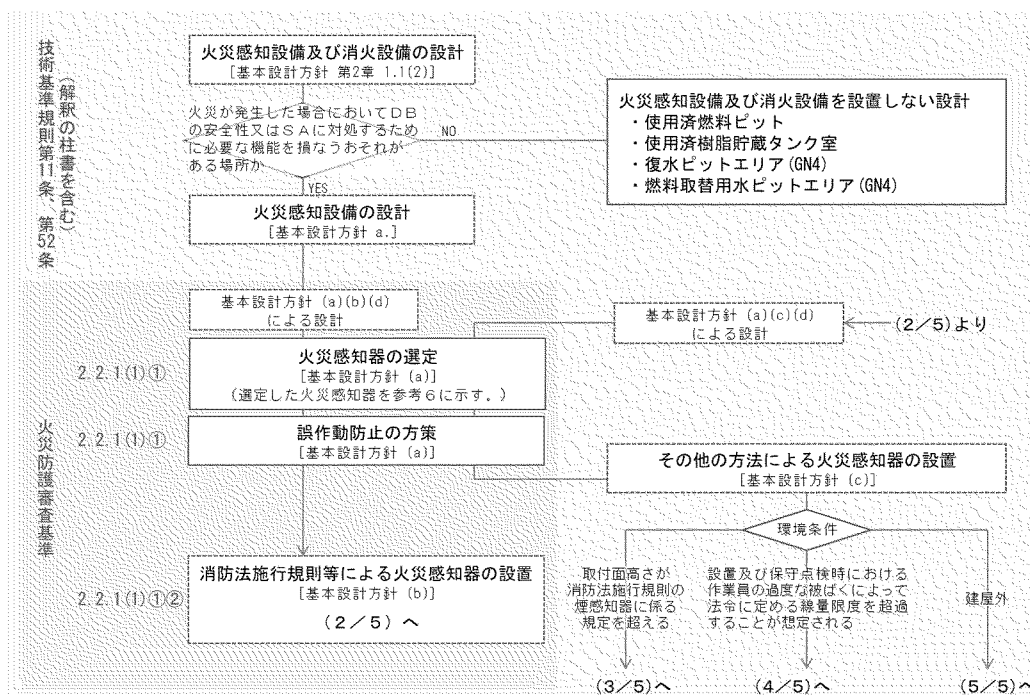 技術基準規則第11条、第52条
(解釈の柱書を含む)
火災感知設備及び消火設備の設計
[基本設計方針 第2章 1.1(2)]
火災が発生した場合においてDB
の安全性又はSAに対処するため
に必要な機能を損なうおそれが
ある場所か
NO
YES
火災感知設備及び消火設備を設置しない設計
・使用済燃料ピット
・使用済樹脂貯蔵タンク室
・復水ピットエリア(GN4)
・燃料取替用水ピットエリア(GN4)
火災感知設備の設計
[基本設計方針 a.]
火災防護審査基準
基本設計方針 (a)(b)(d)
による設計
基本設計方針 (a)(c)(d)
による設計
(2/5)より
2.2.1(1)①
火災感知器の選定
[基本設計方針 (a)]
(選定した火災感知器を参考6に示す。)
2.2.1(1)①
誤作動防止の方策
[基本設計方針 (a)]
その他の方法による火災感知器の設置
[基本設計方針 (c)]
環境条件
2.2.1(1)①②
消防法施行規則等による火災感知器の設置
[基本設計方針 (b)]
(2/5)へ
取付面高さが
消防法施行規則の
煙感知器に係る
規定を超える
設置及び保守点検時における
作業員の過度な被ばくによって
法令に定める線量限度を超過
することが想定される
建屋外
(3/5)へ
(4/5)へ
(5/5)へ